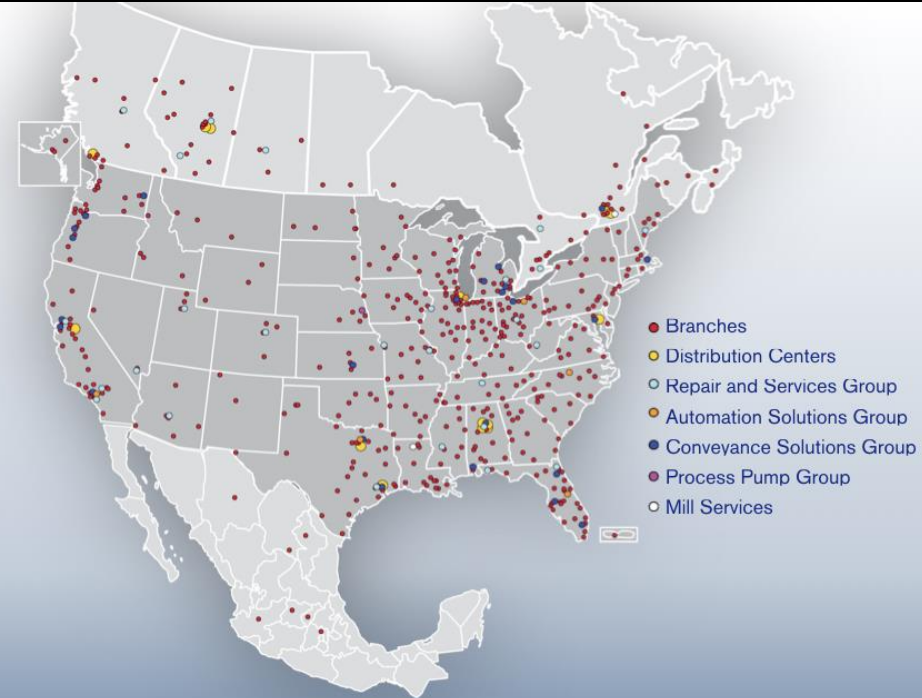 Branches
Distribution Centers
Repair and Services Group
Automation Solutions Group
Conveyance Solutions Group
Process Pump Group
Mill Services